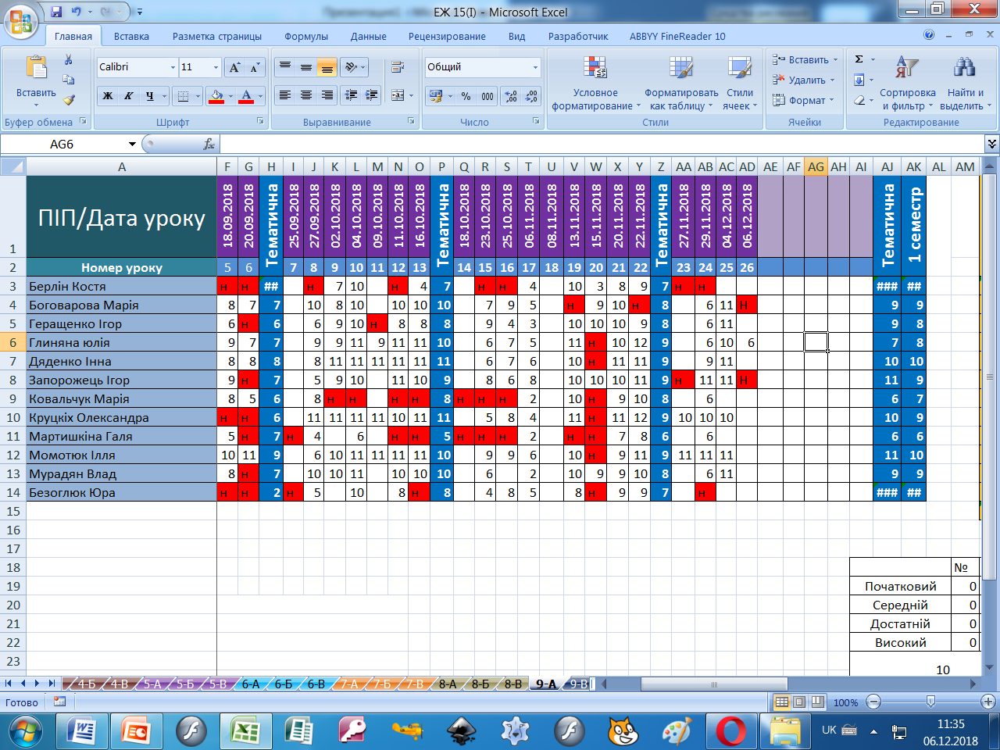 ЕЖ 15(I) - Microsoft Excel
Главная Вставка Разметка страницы Формулы Данные Рецензирование Вид Разработчик ABBYY FineReader 10
Вставить
Calibri 11
Ж К Ч
Общий
% 000
Условное форматирование
Форматировать как таблицу
Стили ячеек
Вставить
Удалить
Формат
Σ
Сортировка и фильтр
Найти и выделить
Буфер обмена Шрифт Выравнивание Число Стили Ячейки Редактирование
AG6 fx
A F G H I J K L M N O P Q R S T U V W X Y Z AA AB AC AD AE AF AG AH AI AJ AK AL AM
1 ПІП/Дата уроку 18.09.2018 20.09.2018 Тематична 25.09.2018 27.09.2018 02.10.2018 04.10.2018 09.10.2018 11.10.2018 16.10.2018 Тематична 18.10.2018 23.10.2018 25.10.2018 06.11.2018 08.11.2018 13.11.2018 15.11.2018 20.11.2018 22.11.2018 Тематична 27.11.2018 29.11.2018 04.12.2018 06.12.2018 Тематична 1 семестр
2 Номер уроку 5 6 7 8 9 10 11 12 13 14 15 16 17 18 19 20 21 22 23 24 25 26
3 Берлін Костя н н ## н 7 10 н 4 7 н н 4 10 3 8 9 7 н н ### ##
4 Боговарова Марія 8 7 7 10 8 10 10 10 10 7 9 5 н 9 10 н 8 6 11 н 9 9
5 Геращенко Ігор 6 н 6 6 9 10 н 8 8 8 9 4 3 10 10 10 9 8 6 11 9 8
6 Глиняна юлія 9 7 7 9 9 11 9 11 11 10 6 7 5 11 н 10 12 9 6 10 6 7 8
7 Дяденко Інна 8 8 8 8 11 11 11 11 11 11 6 7 6 10 н 11 11 9 9 11 10 10
8 Запорожець Ігор 9 н 7 5 9 10 11 10 9 8 6 8 10 10 10 11 9 н 11 11 н 11 9
9 Ковальчук Марія 8 5 6 8 н н н н 8 н н н 2 10 н 9 10 8 6 6 7
10 Круцкіх Олександра н н 6 11 11 11 11 10 11 11 5 8 4 11 н 11 12 9 10 10 10 10 9
11 Мартишкіна Галя 5 н 7 н 4 6 н н 5 н н н 2 н н 7 8 6 6 6 6
12 Момотюк Ілля 10 11 9 6 10 11 11 11 11 10 9 9 6 10 н 9 11 9 11 11 11 11 10
13 Мурадян Влад 8 н 7 10 10 11 10 10 10 6 2 10 9 9 10 8 6 11 9 9
14 Безоглюк Юра н н 2 н 5 10 8 н 8 4 8 5 8 н 9 9 7 н ### ##
15
16
17
18 №
19 Початковий 0
20 Середній 0
21 Достатній 0
22 Високий 0
23 10
4-Б 4-В 5-А 5-Б 5-В 6-А 6-Б 6-В 7-А 7-Б 7-В 8-А 8-Б 8-В 9-А 9-В
Готово 100%
UK 11:35
06.12.2018